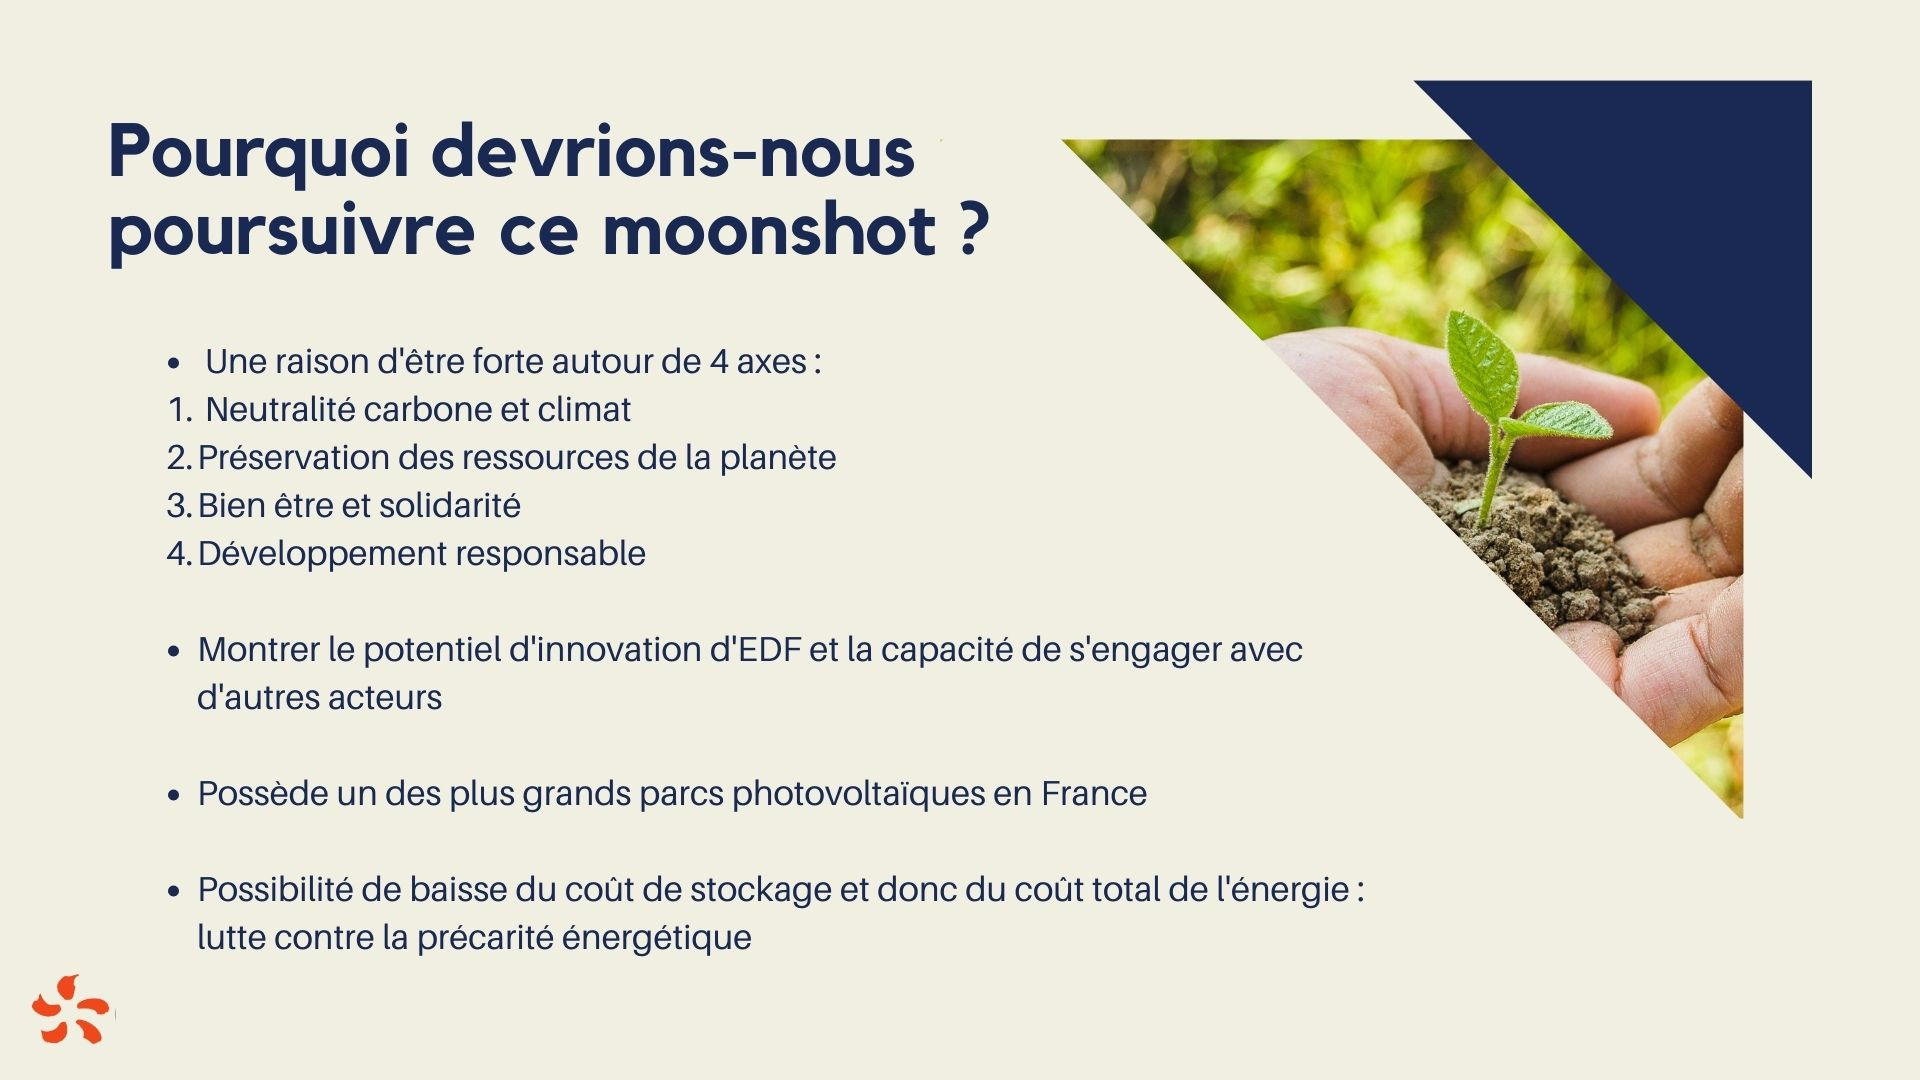 Pourquoi devrions-nous
poursuivre ce moonshot ?
• Une raison d'être forte autour de 4 axes :
1. Neutralité carbone et climat
2. Préservation des ressources de la planète
3. Bien être et solidarité
4. Développement responsable
• Montrer le potentiel d'innovation d'EDF et la capacité de s'engager avec
d'autres acteurs
• Possède un des plus grands parcs photovoltaïques en France
• Possibilité de baisse du coût de stockage et donc du coût total de l'énergie :
lutte contre la précarité énergétique